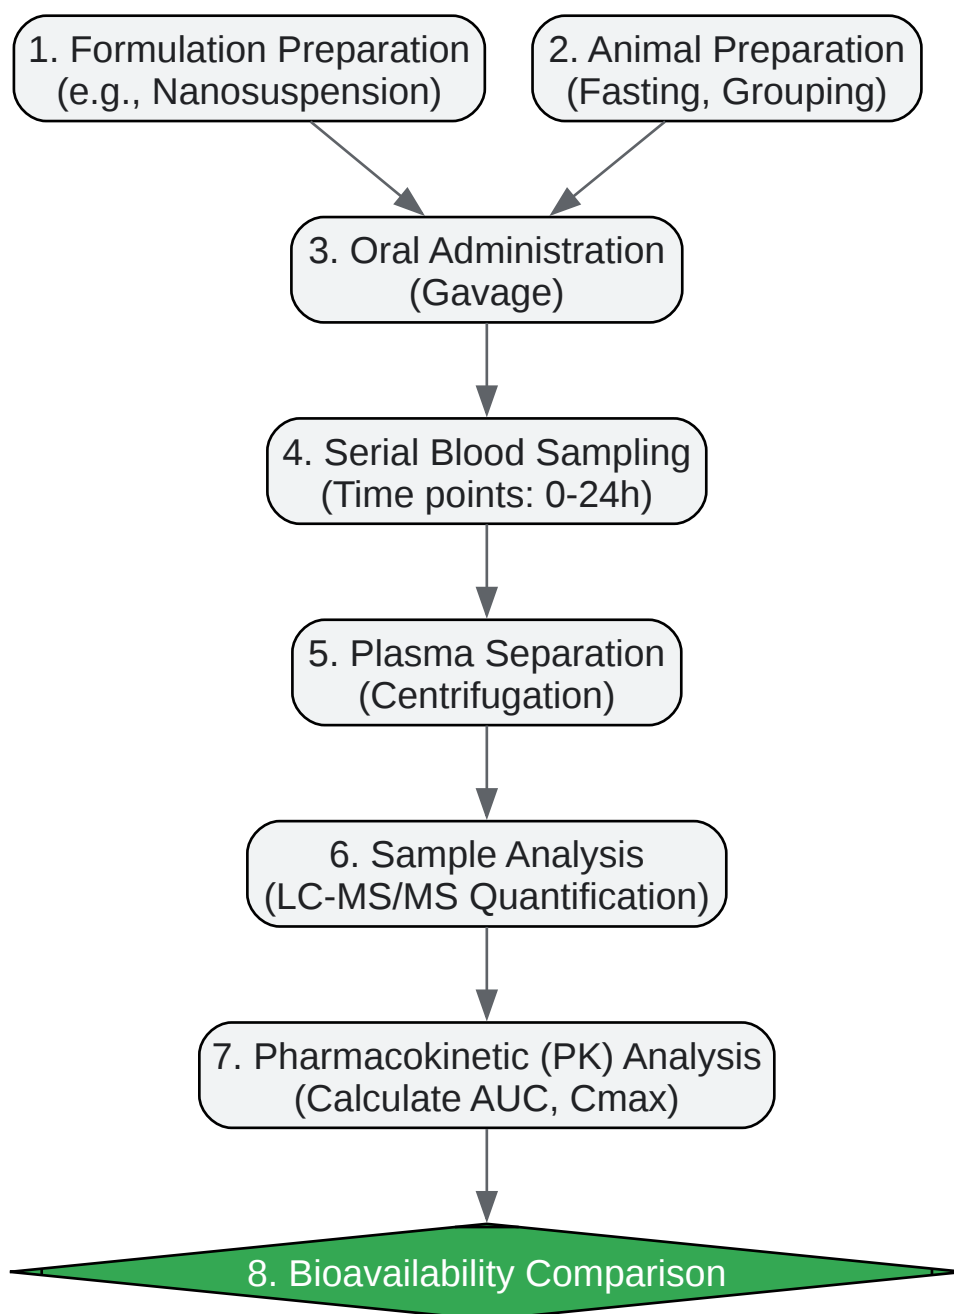 1. Formulation Preparation
(e.g., Nanosuspension)
2. Animal Preparation
(Fasting, Grouping)
3. Oral Administration
(Gavage)
4. Serial Blood Sampling
(Time points: 0-24h)
5. Plasma Separation
(Centrifugation)
6. Sample Analysis
(LC-MS/MS Quantification)
7. Pharmacokinetic (PK) Analysis
(Calculate AUC, Cmax)
8. Bioavailability Comparison